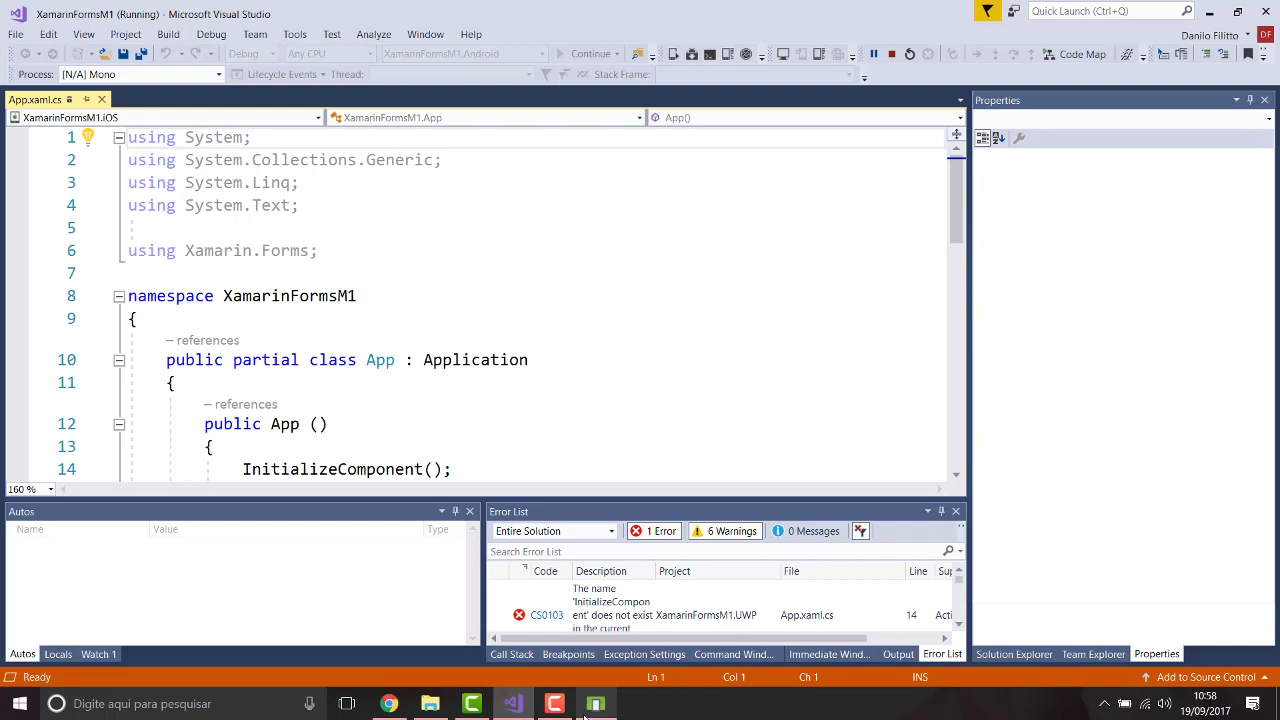 XamarinFormsM1 (Running) - Microsoft Visual Studio
Quick Launch (Ctrl+Q)
File Edit View Project Build Debug Team Tools Test Analyze Window Help
Danilo Filitto DF
Debug Any CPU XamarinFormsM1.Android Continue Code Map
Process: [N/A] Mono Lifecycle Events Thread: Stack Frame:
App.xaml.cs
Properties
XamarinFormsM1.iOS XamarinFormsM1.App App()
1 using System;
2 using System.Collections.Generic;
3 using System.Linq;
4 using System.Text;
5
6 using Xamarin.Forms;
7
8 namespace XamarinFormsM1
9 {
– references
10 public partial class App : Application
11 {
– references
12 public App ()
13 {
14 InitializeComponent();
160 %
Autos
Name Value Type
Error List
Entire Solution 1 Error 6 Warnings 0 Messages
Search Error List
Code Description Project File Line
The name
'InitializeCompon
CS0103 ent' does not exist XamarinFormsM1.UWP App.xaml.cs 14
in the current
Autos Locals Watch 1
Call Stack Breakpoints Exception Settings Command Wind... Immediate Wind... Output Error List
Solution Explorer Team Explorer Properties
Ready Ln 1 Col 1 Ch 1 INS Add to Source Control
Digite aqui para pesquisar
10:58
19/09/2017